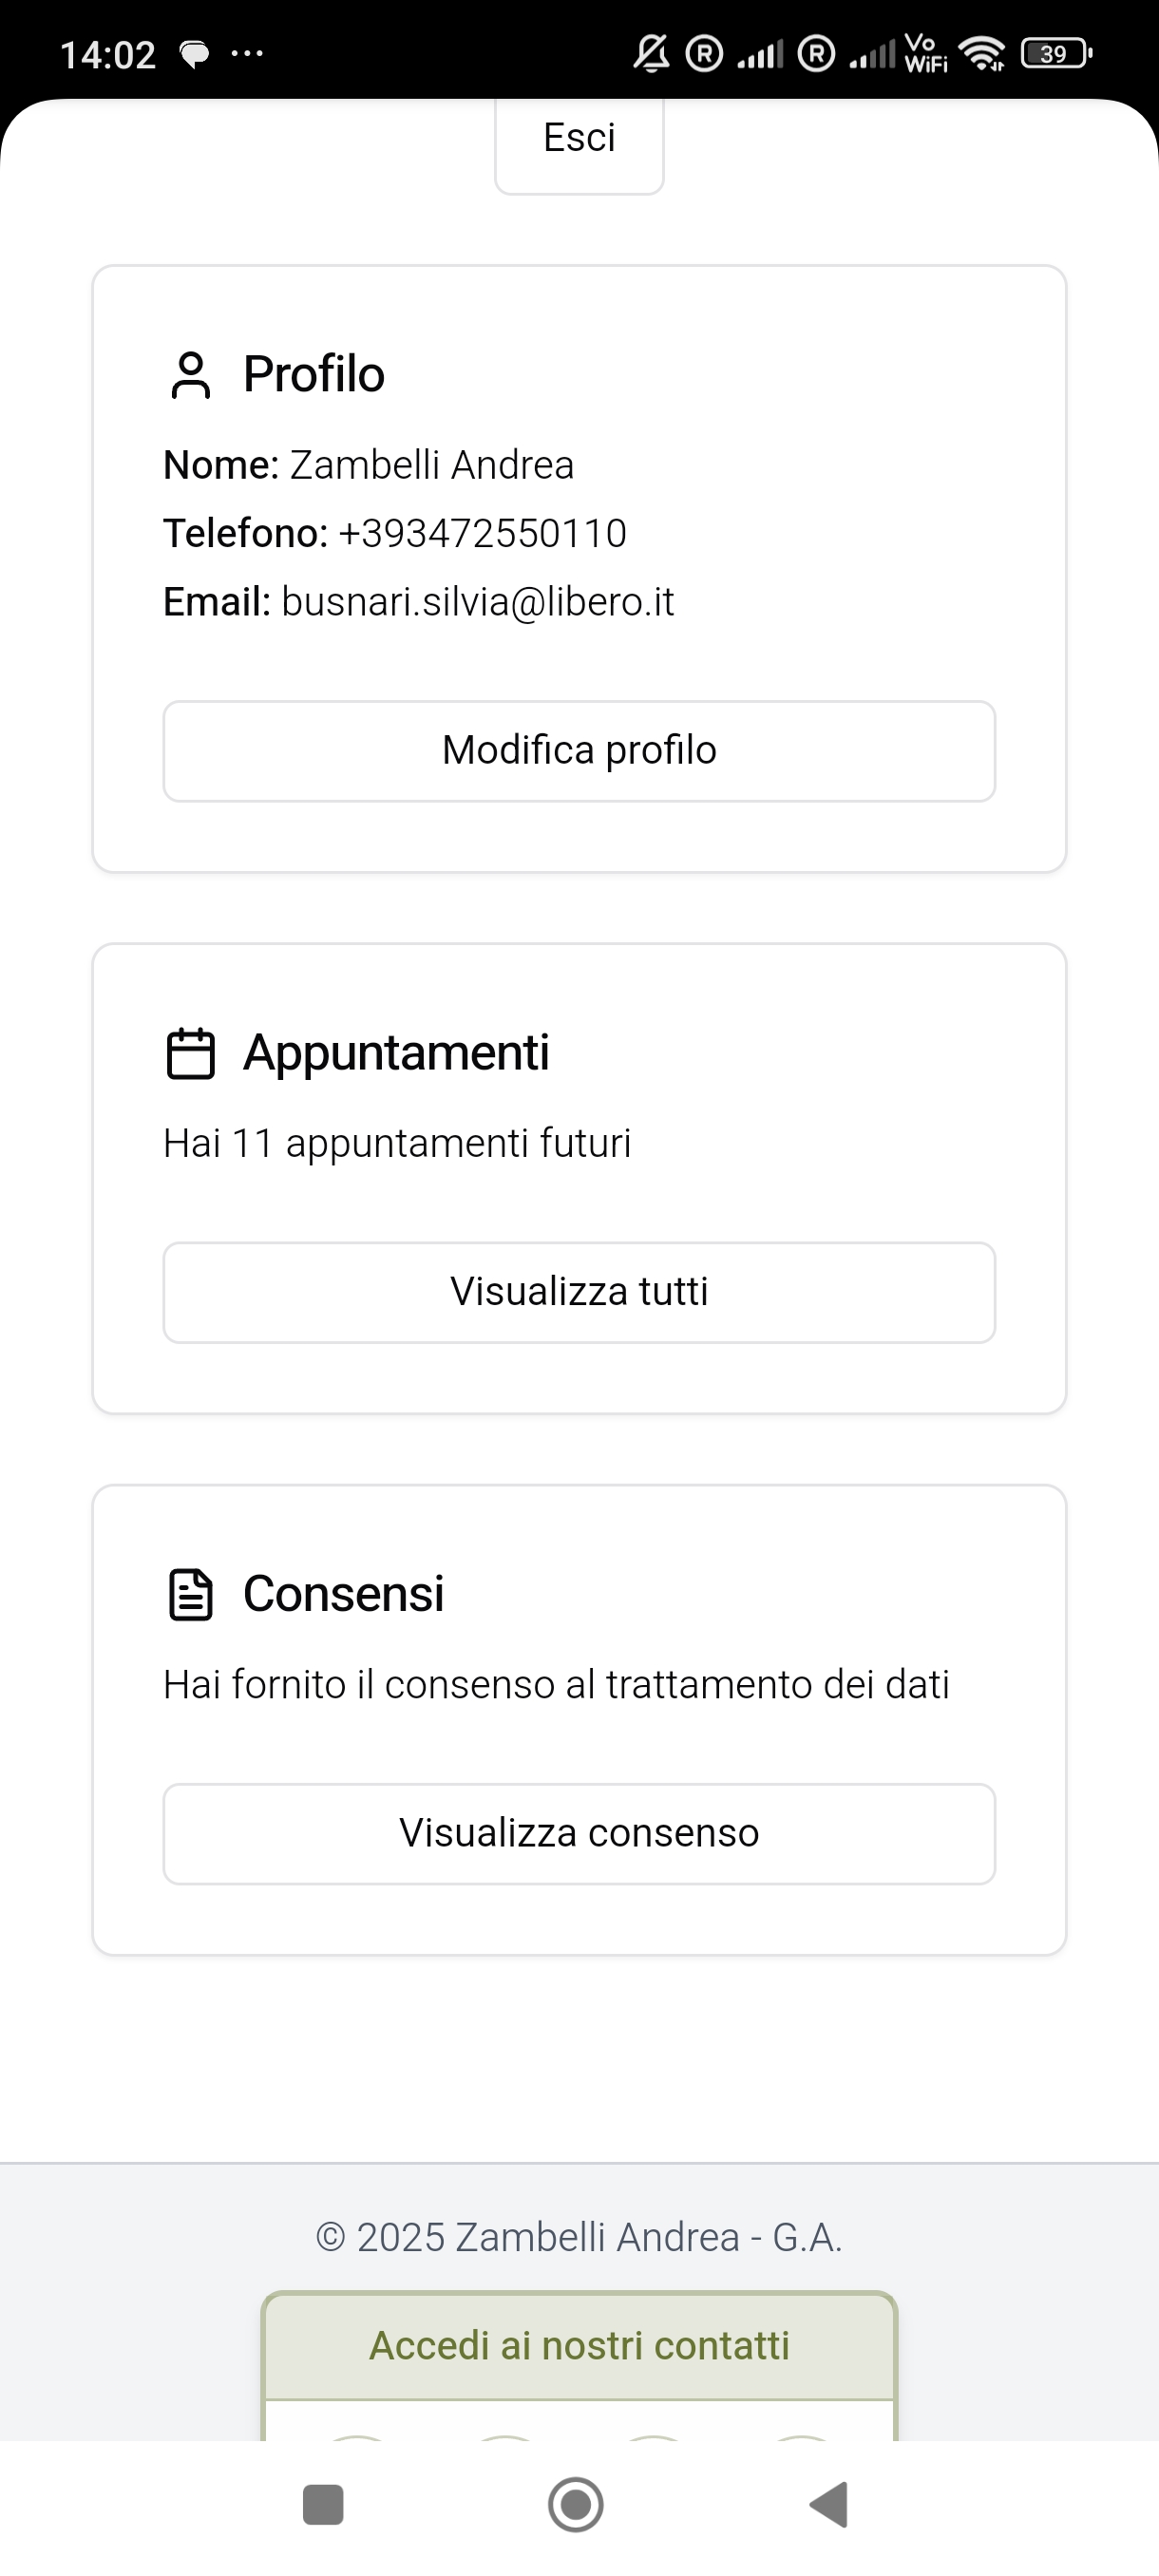 14:02
Vo
WiFi
39
Esci
Profilo
Nome: Zambelli Andrea
Telefono: +393472550110
Email: busnari.silvia@libero.it
Modifica profilo
Appuntamenti
Hai 11 appuntamenti futuri
Visualizza tutti
Consensi
Hai fornito il consenso al trattamento dei dati
Visualizza consenso
© 2025 Zambelli Andrea - G.A.
Accedi ai nostri contatti